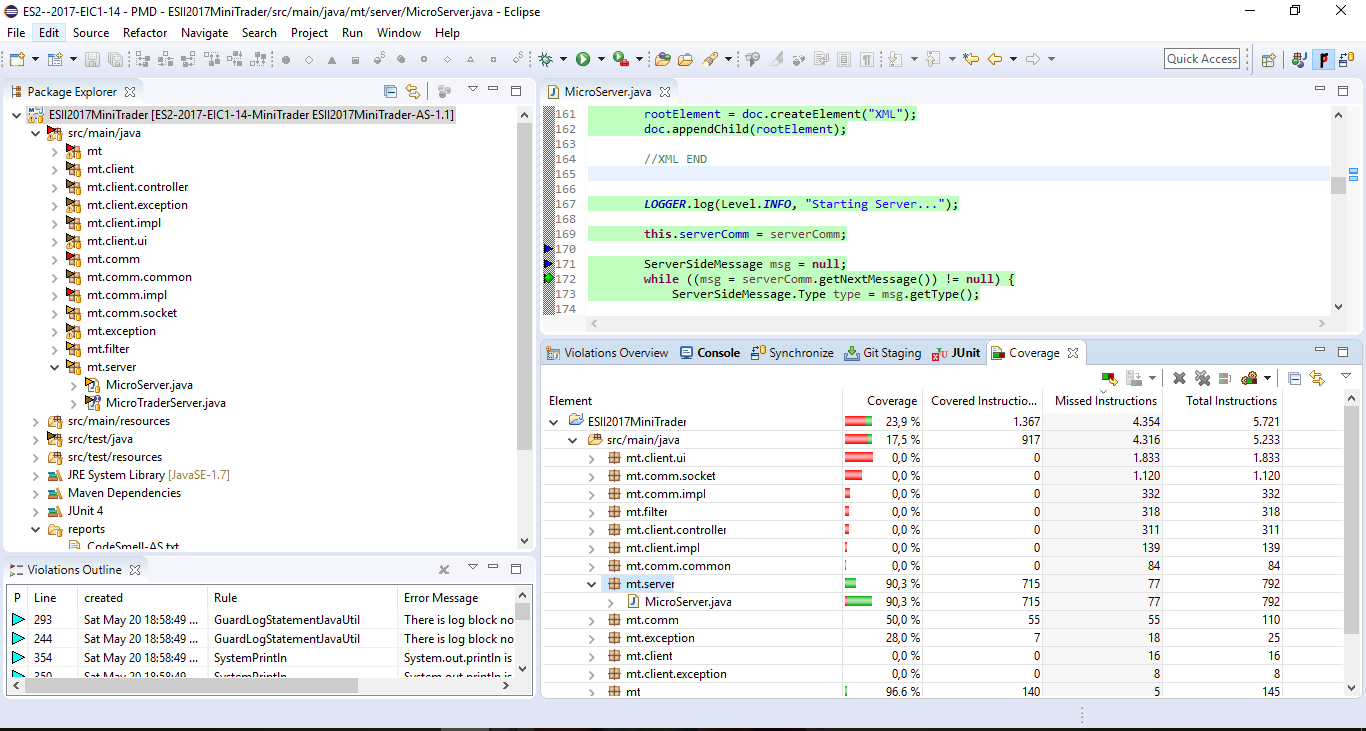 ES2--2017-EIC1-14 - PMD - ESII2017MiniTrader/src/main/java/mt/server/MicroServer.java - Eclipse
File Edit Source Refactor Navigate Search Project Run Window Help
Quick Access
Package Explorer
ESII2017MiniTrader [ES2-2017-EIC1-14-MiniTrader ESII2017MiniTrader-AS-1.1]
src/main/java
mt
mt.client
mt.client.controller
mt.client.exception
mt.client.impl
mt.client.ui
mt.comm
mt.comm.common
mt.comm.impl
mt.comm.socket
mt.exception
mt.filter
mt.server
MicroServer.java
MicroTraderServer.java
src/main/resources
src/test/java
src/test/resources
JRE System Library [JavaSE-1.7]
Maven Dependencies
JUnit 4
reports
CodeSmell-AS.txt
Violations Outline
P Line created Rule Error Message
293 Sat May 20 18:58:49 ... GuardLogStatementJavaUtil There is log block no
244 Sat May 20 18:58:49 ... GuardLogStatementJavaUtil There is log block no
354 Sat May 20 18:58:49 ... SystemPrintln System.out.println is
350 Sat May 20 18:58:49 ... SystemPrintln System.out.println is
MicroServer.java
161 rootElement = doc.createElement("XML");
162 doc.appendChild(rootElement);
163
164 //XML END
165
166
167 LOGGER.log(Level.INFO, "Starting Server...");
168
169 this.serverComm = serverComm;
170
171 ServerSideMessage msg = null;
172 while ((msg = serverComm.getNextMessage()) != null) {
173 ServerSideMessage.Type type = msg.getType();
174
Violations Overview Console Synchronize Git Staging JUnit Coverage
Element Coverage Covered Instructio... Missed Instructions Total Instructions
ESII2017MiniTrader 23,9 % 1.367 4.354 5.721
src/main/java 17,5 % 917 4.316 5.233
mt.client.ui 0,0 % 0 1.833 1.833
mt.comm.socket 0,0 % 0 1.120 1.120
mt.comm.impl 0,0 % 0 332 332
mt.filter 0,0 % 0 318 318
mt.client.controller 0,0 % 0 311 311
mt.client.impl 0,0 % 0 139 139
mt.comm.common 0,0 % 0 84 84
mt.server 90,3 % 715 77 792
MicroServer.java 90,3 % 715 77 792
mt.comm 50,0 % 55 55 110
mt.exception 28,0 % 7 18 25
mt.client 0,0 % 0 16 16
mt.client.exception 0,0 % 0 8 8
mt 96,6 % 140 5 145